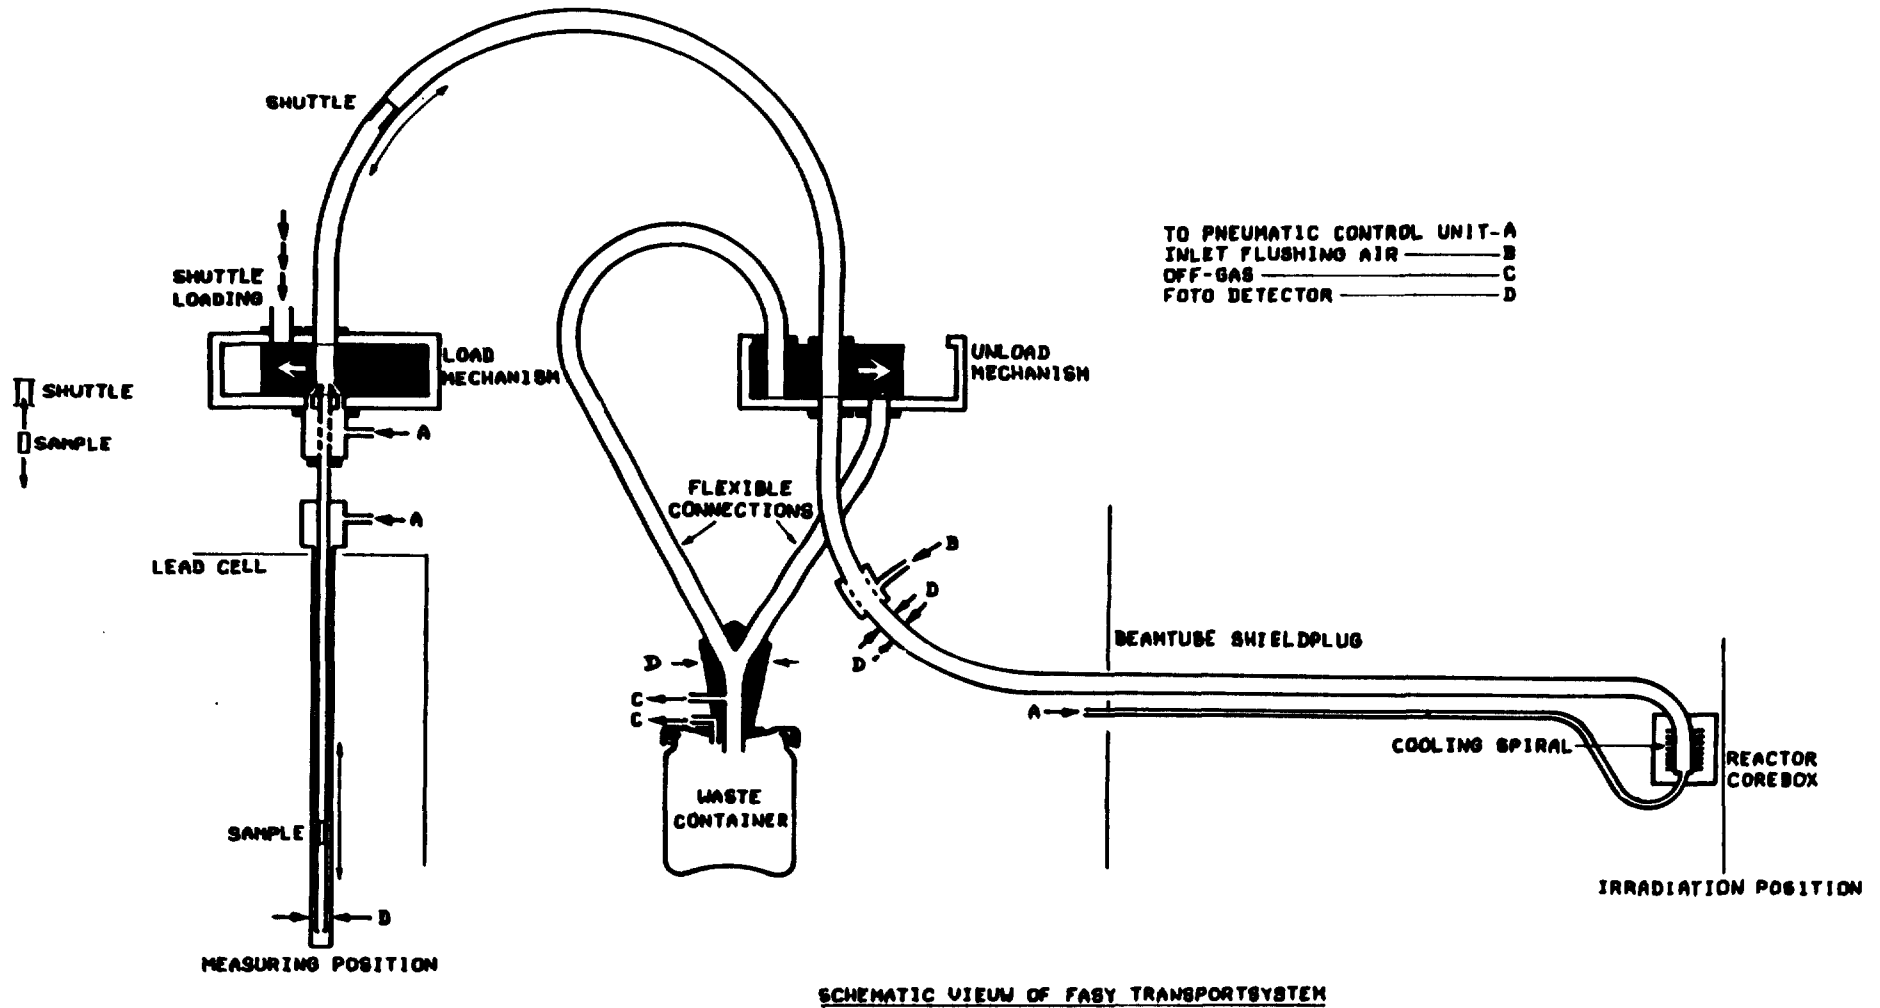 SHUTTLE
TO PNEUMATIC CONTROL UNIT-A
INLET FLUSHING AIR B
OFF-GAS C
FOTO DETECTOR D
SHUTTLE
LOADING
LOAD
MECHANISM
UNLOAD
MECHANISM
SHUTTLE
SAMPLE
A
A
FLEXIBLE
CONNECTIONS
LEAD CELL
B
D
D
BEAMTUBE SHIELDPLUG
D
C
C
A
COOLING SPIRAL
REACTOR
COREBOX
WASTE
CONTAINER
SAMPLE
IRRADIATION POSITION
D
MEASURING POSITION
SCHEMATIC VIEUW OF FASY TRANSPORTSYSTEM